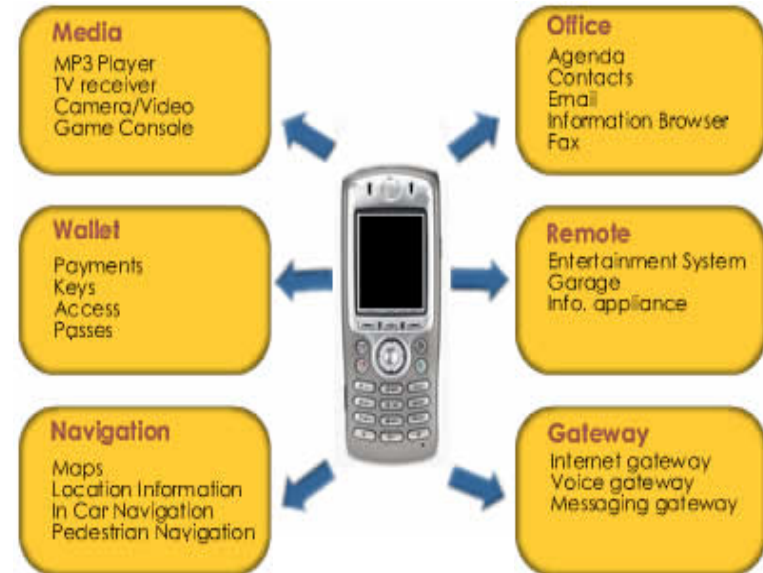 Media
MP3 Player
TV receiver
Camera/Video
Game Console
Office
Agenda
Contacts
Email
Information Browser
Fax
Wallet
Payments
Keys
Access
Passes
Remote
Entertainment System
Garage
Info. appliance
Navigation
Maps
Location Information
In Car Navigation
Pedestrian Navigation
Gateway
Internet gateway
Voice gateway
Messaging gateway